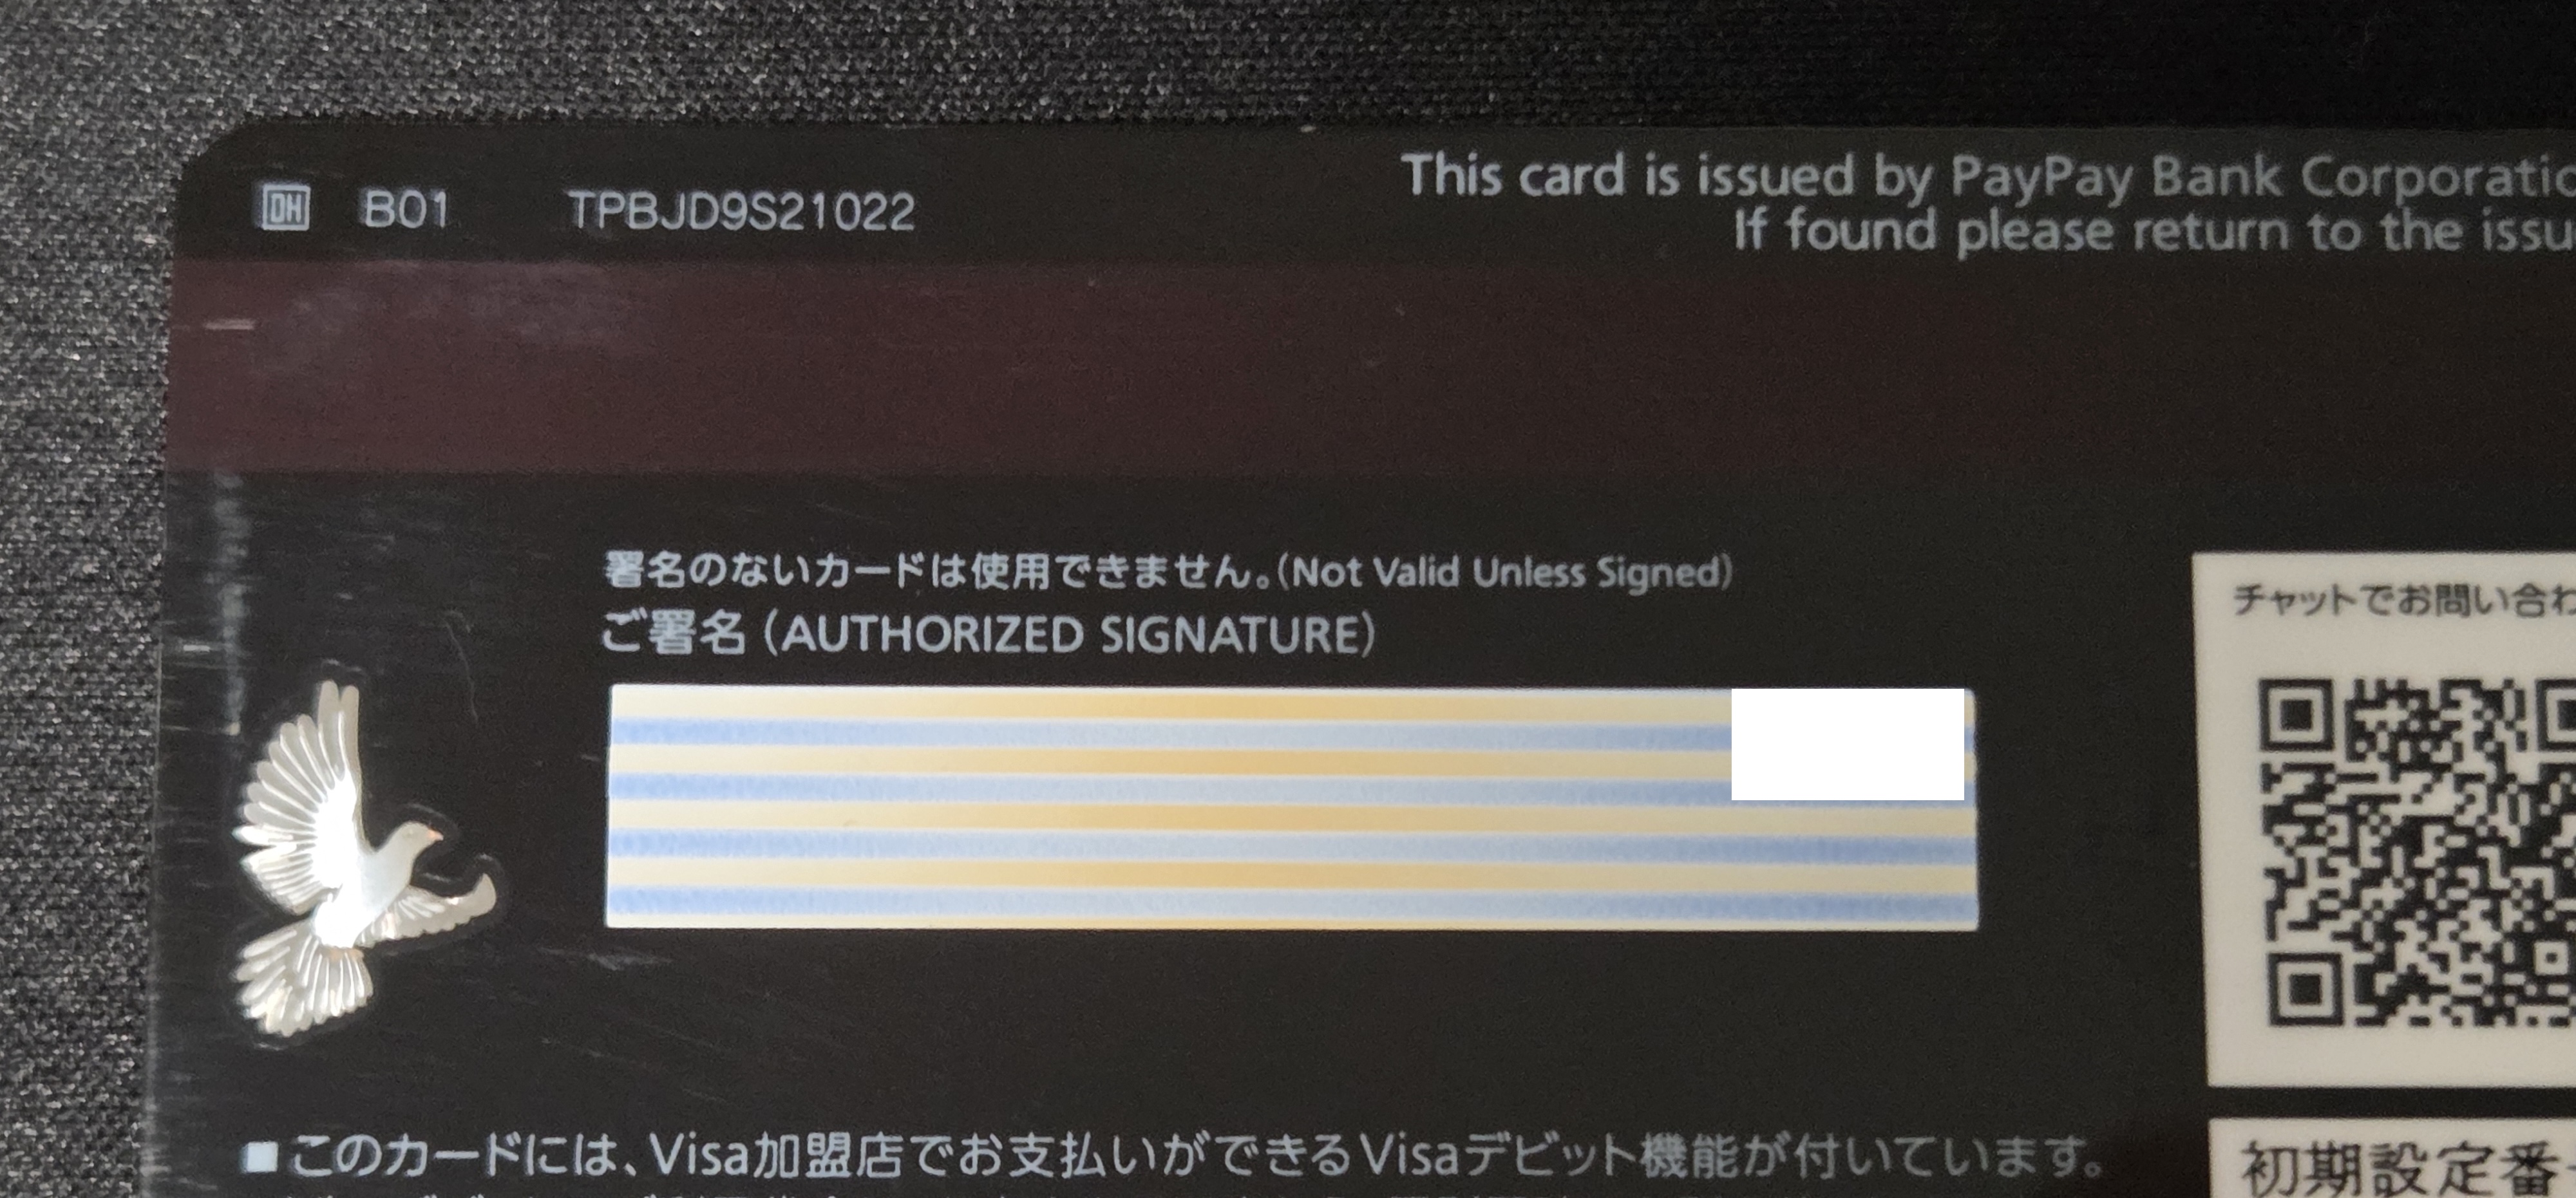 DH B01 TPBJD9S21022
This card is issued by PayPay Bank
If found please return to the
署名のないカードは使用できません。(Not Valid Unless Signed)
ご署名 (AUTHORIZED SIGNATURE)
チャットでお問い合
■このカードには、Visa加盟店でお支払いができるVisaデビット機能が付いています。
初期設定番